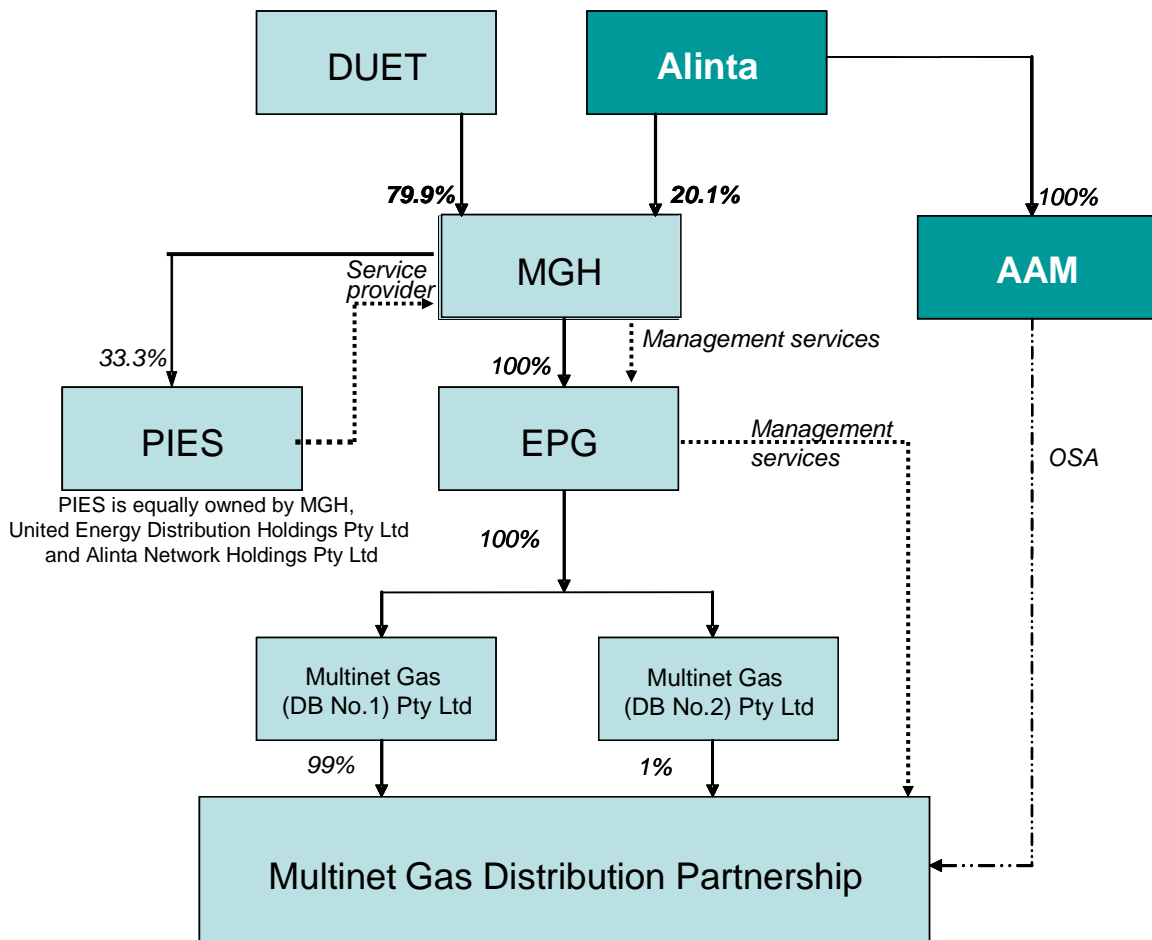 DUET
Alinta
79.9%
20.1%
100%
MGH
AAM
Service
provider
Management services
33.3%
100%
PIES
EPG
Management
services
OSA
PIES is equally owned by MGH,
United Energy Distribution Holdings Pty Ltd
and Alinta Network Holdings Pty Ltd
100%
Multinet Gas
(DB No.1) Pty Ltd
Multinet Gas
(DB No.2) Pty Ltd
99%
1%
Multinet Gas Distribution Partnership